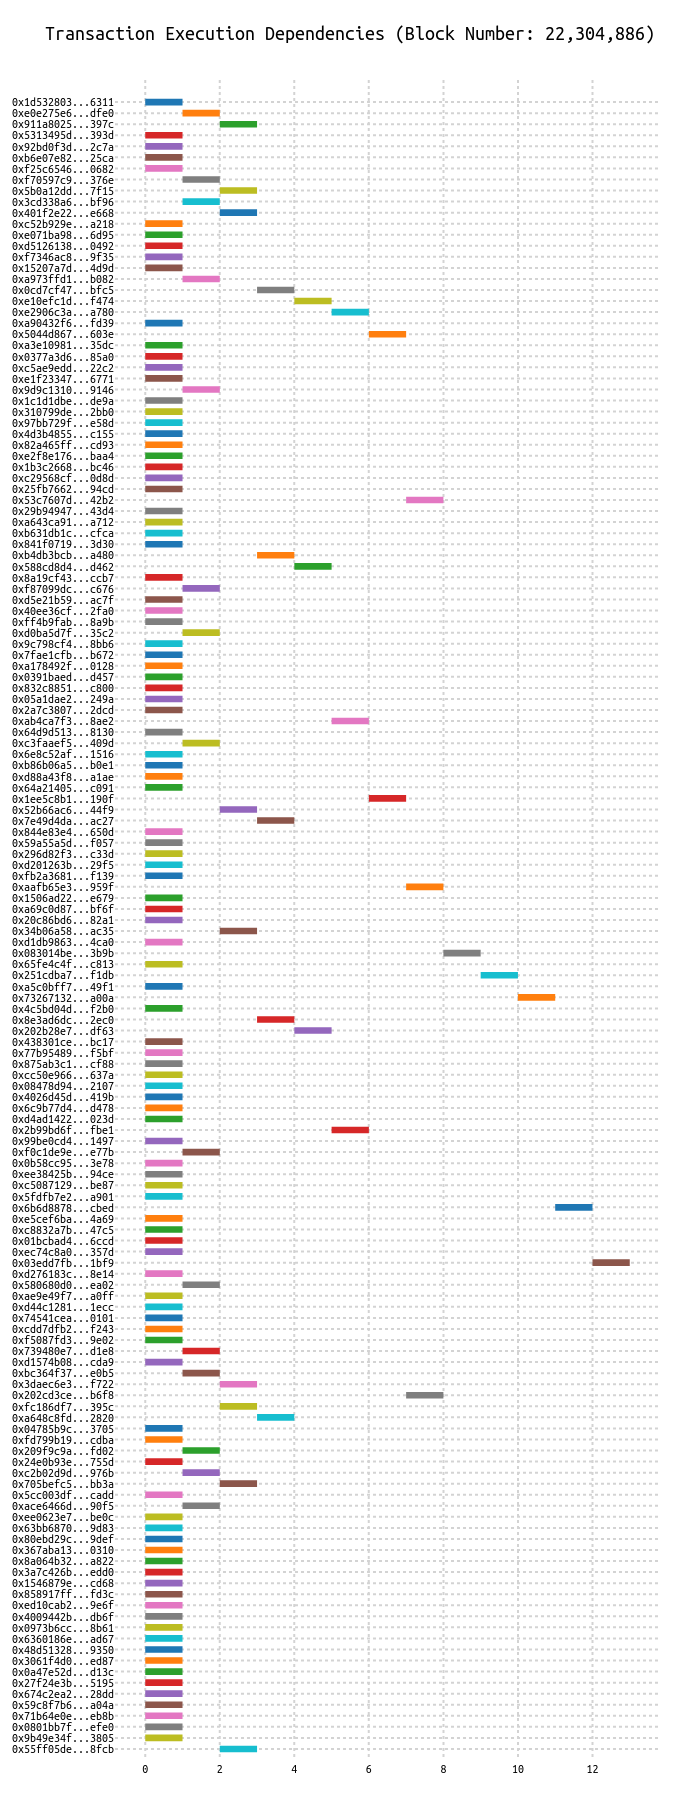 Transaction Execution Dependencies (Block Number: 22,304,886)
0x1d532803...6311
0xe0e275e6...dfe0
0x911a8025...397c
0x5313495d...393d
0x92bd0f3d...2c7a
0xb6e07e82...25ca
0xf25c6546...0682
0xf70597c9...376e
0x5b0a12dd...7f15
0x3cd338a6...bf96
0x401f2e22...e668
0xc52b929e...a218
0xe071ba98...6d95
0xd5126138...0492
0xf7346ac8...9f35
0x15207a7d...4d9d
0xa973ffd1...b082
0x0cd7cf47...bfc5
0xe10efc1d...f474
0xe2906c3a...a780
0xa90432f6...fd39
0x5044d867...603e
0xa3e10981...35dc
0x0377a3d6...85a0
0xc5ae9edd...22c2
0xe1f23347...6771
0x9d9c1310...9146
0x1c1d1dbe...de9a
0x310799de...2bb0
0x97bb729f...e58d
0x4d3b4855...c155
0x82a465ff...cd93
0xe2f8e176...baa4
0x1b3c2668...bc46
0xc29568cf...0d8d
0x25fb7662...94cd
0x53c7607d...42b2
0x29b94947...43d4
0xa643ca91...a712
0xb631db1c...cfca
0x841f0719...3d30
0xb4db3bcb...a480
0x588cd8d4...d462
0x8a19cf43...ccb7
0xf87099dc...c676
0xd5e21b59...ac7f
0x40ee36cf...2fa0
0xff4b9fab...8a9b
0xd0ba5d7f...35c2
0x9c798cf4...8bb6
0x7fae1cfb...b672
0xa178492f...0128
0x0391baed...d457
0x832c8851...c800
0x05a1dae2...249a
0x2a7c3807...2dcd
0xab4ca7f3...8ae2
0x64d9d513...8130
0xc3faaef5...409d
0x6e8c52af...1516
0xb86b06a5...b0e1
0xd88a43f8...a1ae
0x64a21405...c091
0x1ee5c8b1...190f
0x52b66ac6...44f9
0x7e49d4da...ac27
0x844e83e4...650d
0x59a55a5d...f057
0x296d82f3...c33d
0xd201263b...29f5
0xfb2a3681...f139
0xaafb65e3...959f
0x1506ad22...e679
0xa69c0d87...bf6f
0x20c86bd6...82a1
0x34b06a58...ac35
0xd1db9863...4ca0
0x083014be...3b9b
0x65fe4c4f...c813
0x251cdba7...f1db
0xa5c0bff7...49f1
0x73267132...a00a
0x4c5bd04d...f2b0
0x8e3ad6dc...2ec0
0x202b28e7...df63
0x438301ce...bc17
0x77b95489...f5bf
0x875ab3c1...cf88
0xcc50e966...637a
0x08478d94...2107
0x4026d45d...419b
0x6c9b77d4...d478
0xd4ad1422...023d
0x2b99bd6f...fbe1
0x99be0cd4...1497
0xf0c1de9e...e77b
0x0b58cc95...3e78
0xee38425b...94ce
0xc5087129...be87
0x5fdfb7e2...a901
0x6b6d8878...cbed
0xe5cef6ba...4a69
0xc8832a7b...47c5
0x01bcbad4...6ccd
0xec74c8a0...357d
0x03edd7fb...1bf9
0xd276183c...8e14
0x580680d0...ea02
0xae9e49f7...a0ff
0xd44c1281...1ecc
0x74541cea...0101
0xcdd7dfb2...f243
0xf5087fd3...9e02
0x739480e7...d1e8
0xd1574b08...cda9
0xbc364f37...e0b5
0x3daec6e3...f722
0x202cd3ce...b6f8
0xfc186df7...395c
0xa648c8fd...2820
0x04785b9c...3705
0xfd799b19...cdba
0x209f9c9a...fd02
0x24e0b93e...755d
0xc2b02d9d...976b
0x705befc5...bb3a
0x5cc003df...cadd
0xace6466d...90f5
0xee0623e7...be0c
0x63bb6870...9d83
0x80ebd29c...9def
0x367aba13...0310
0x8a064b32...a822
0x3a7c426b...edd0
0x1546879e...cd68
0x858917ff...fd3c
0xed10cab2...9e6f
0x4009442b...db6f
0x0973b6cc...8b61
0x6360186e...ad67
0x48d51328...9350
0x3061f4d0...ed87
0x0a47e52d...d13c
0x27f24e3b...5195
0x674c2ea2...28dd
0x59c8f7b6...a04a
0x71b64e0e...eb8b
0x0801bb7f...efe0
0x9b49e34f...3805
0x55ff05de...8fcb
0 2 4 6 8 10 12